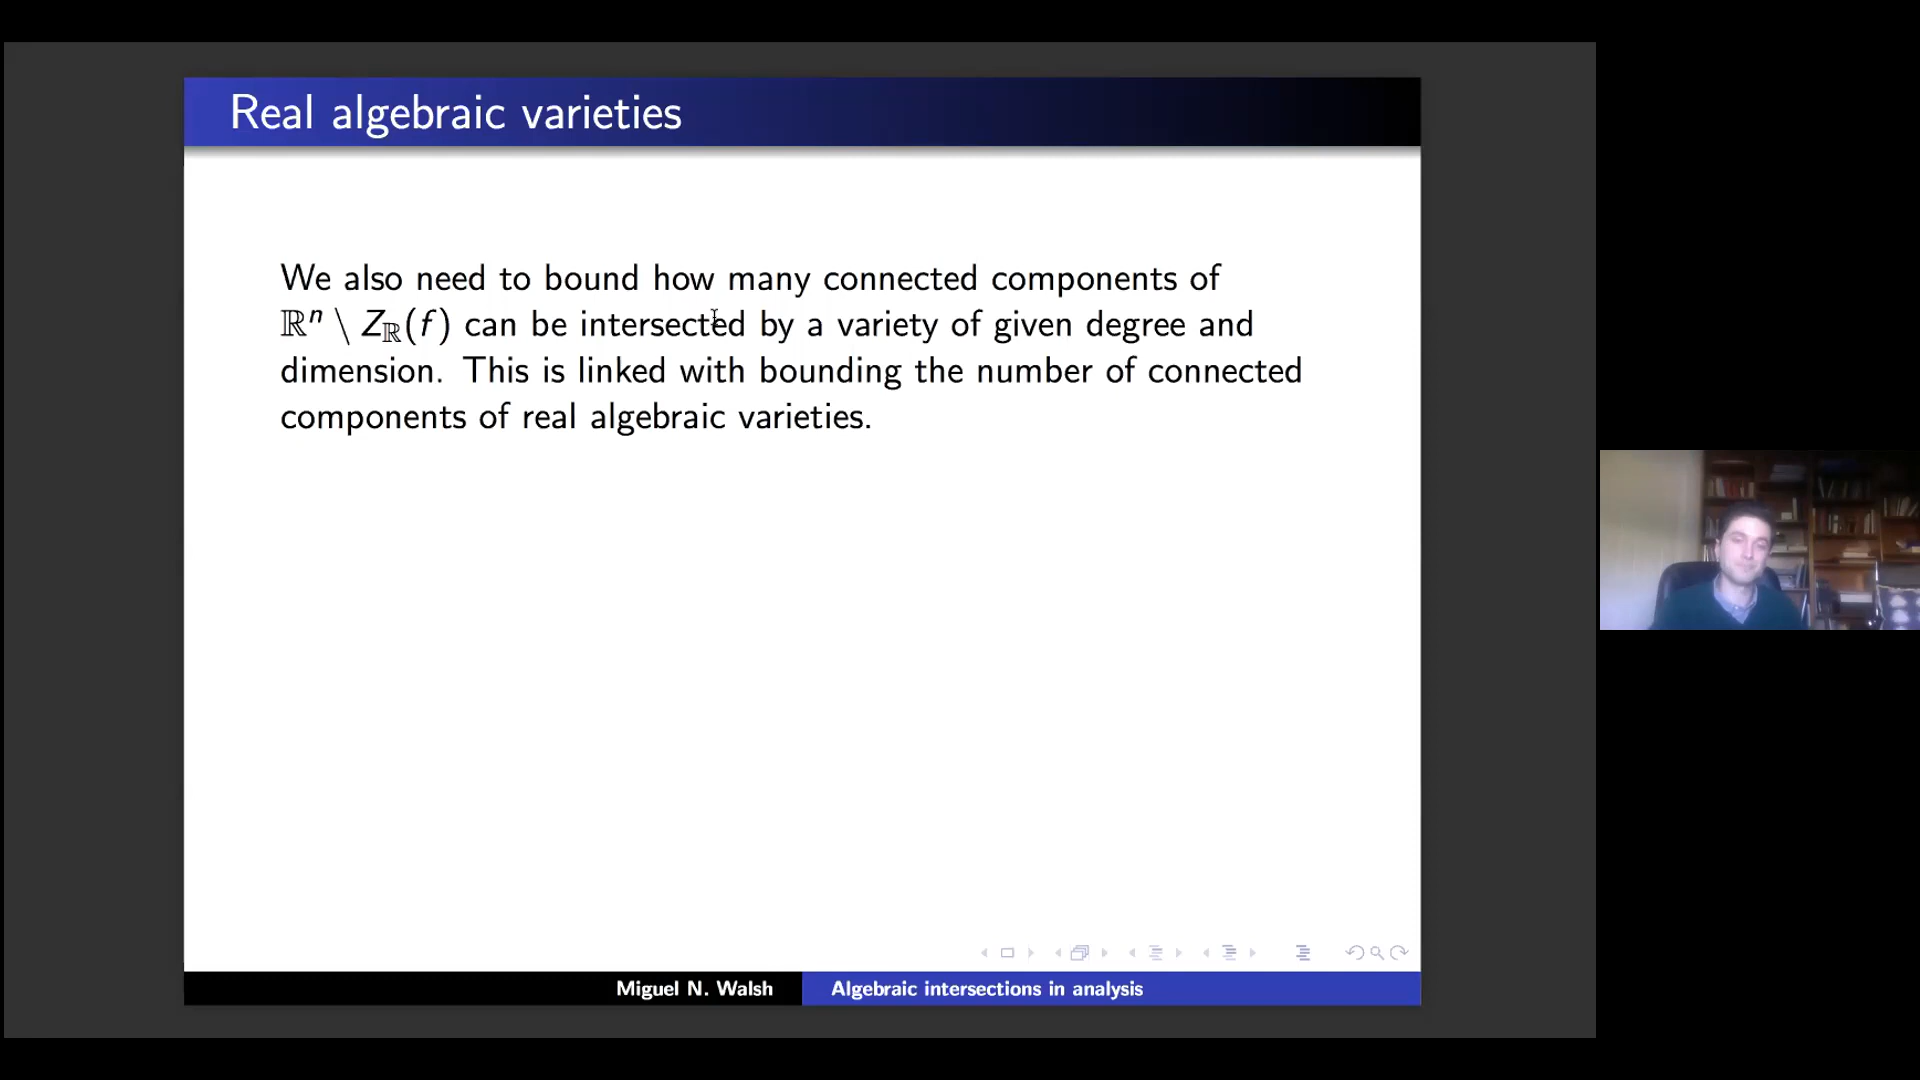 Real algebraic varieties
We also need to bound how many connected components of
ℝⁿ \ Z_ℝ(f) can be intersected by a variety of given degree and
dimension. This is linked with bounding the number of connected
components of real algebraic varieties.
Miguel N. Walsh
Algebraic intersections in analysis